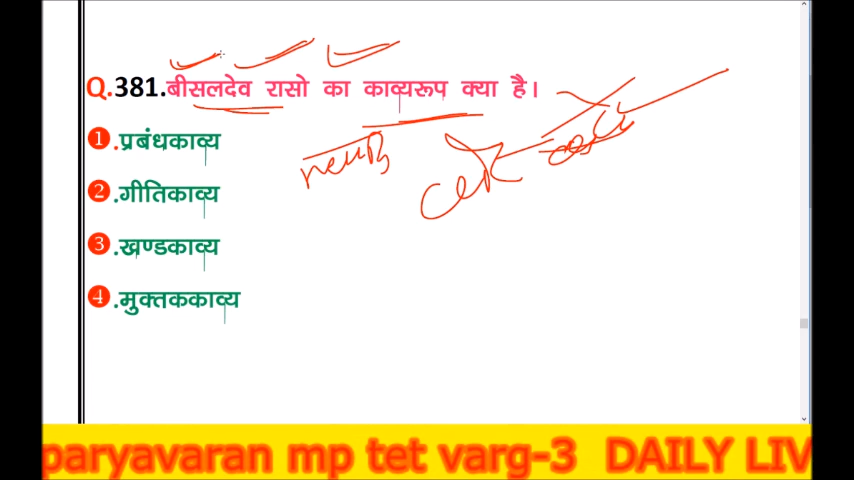 Q.381.बीसलदेव रासो का काव्यरूप क्या है।
1.प्रबंधकाव्य
2.गीतिकाव्य
3.खण्डकाव्य
4.मुक्तककाव्य
paryavaran mp tet varg-3 DAILY LIV